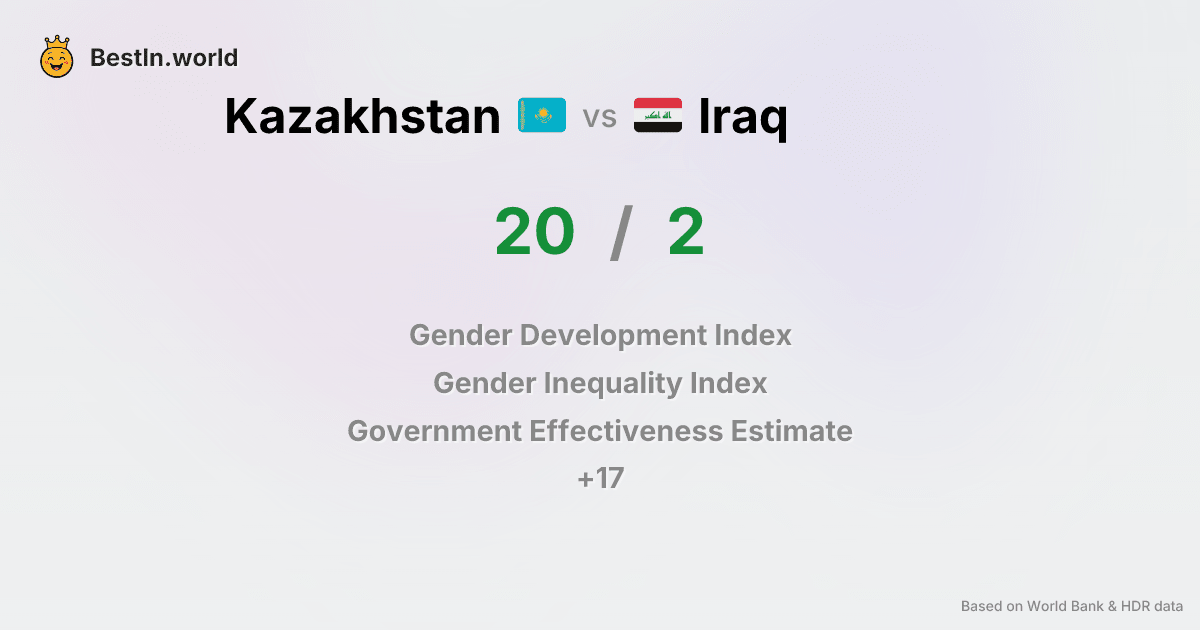 BestIn.world
Kazakhstan vs Iraq
20 / 2
Gender Development Index
Gender Inequality Index
Government Effectiveness Estimate
+17
Based on World Bank & HDR data